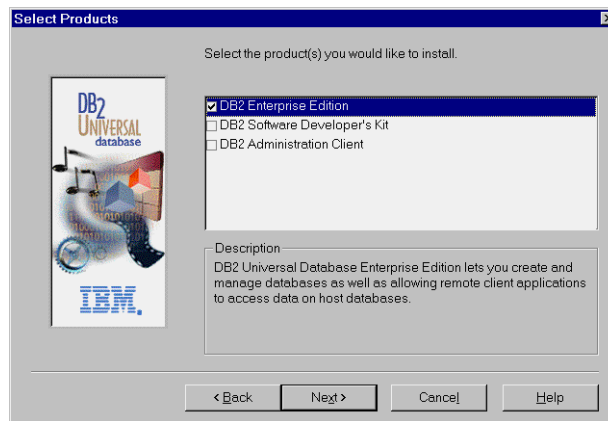 Select Products
Select the product(s) you would like to install.
DB2
UNIVERSAL
database
IBM.
DB2 Enterprise Edition
DB2 Software Developer's Kit
DB2 Administration Client
Description
DB2 Universal Database Enterprise Edition lets you create and
manage databases as well as allowing remote client applications
to access data on host databases.
< Back
Next >
Cancel
Help